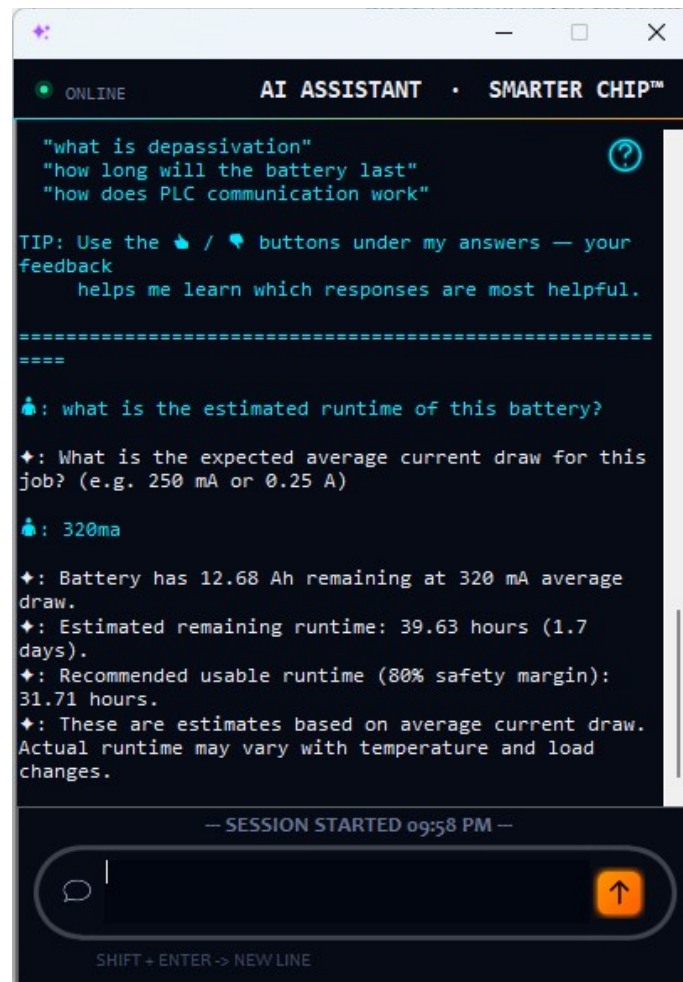 ONLINE AI ASSISTANT · SMARTER CHIP™
"what is depassivation"
"how long will the battery last"
"how does PLC communication work"
TIP: Use the 👍 / 👎 buttons under my answers — your
feedback
helps me learn which responses are most helpful.
======================================================
====
: what is the estimated runtime of this battery?
✦: What is the expected average current draw for this
job? (e.g. 250 mA or 0.25 A)
: 320ma
✦: Battery has 12.68 Ah remaining at 320 mA average
draw.
✦: Estimated remaining runtime: 39.63 hours (1.7
days).
✦: Recommended usable runtime (80% safety margin):
31.71 hours.
✦: These are estimates based on average current draw.
Actual runtime may vary with temperature and load
changes.
--- SESSION STARTED 09:58 PM ---
SHIFT + ENTER -> NEW LINE